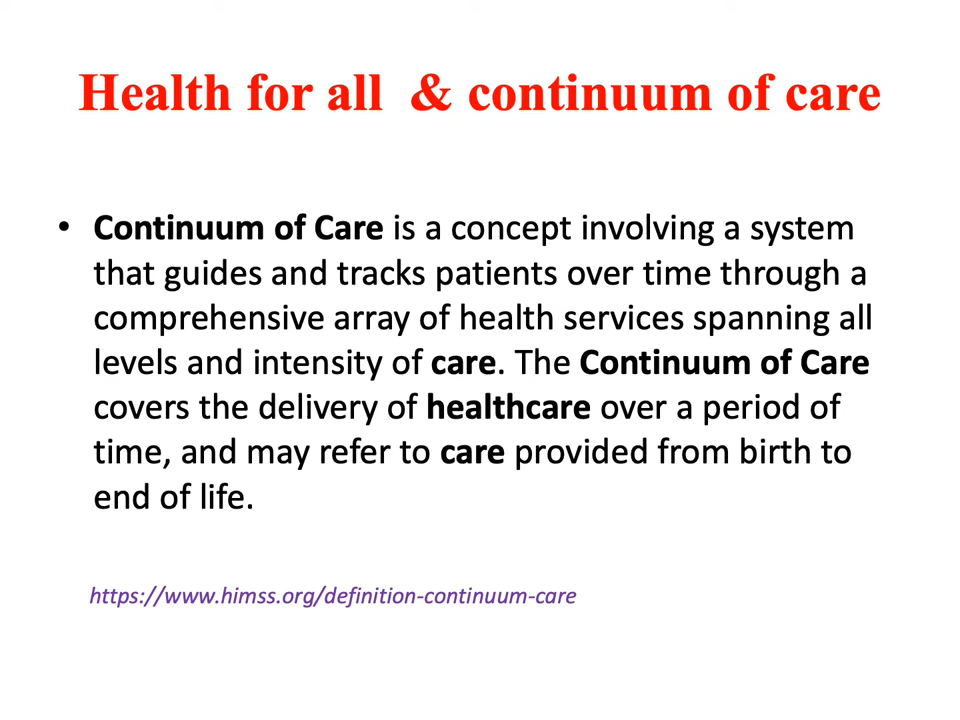 Health for all & continuum of care
• Continuum of Care is a concept involving a system
that guides and tracks patients over time through a
comprehensive array of health services spanning all
levels and intensity of care. The Continuum of Care
covers the delivery of healthcare over a period of
time, and may refer to care provided from birth to
end of life.
https://www.himss.org/definition-continuum-care